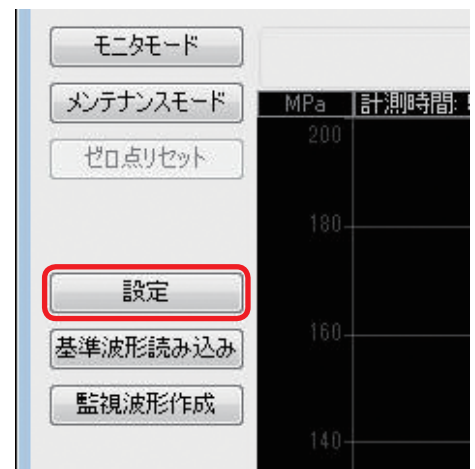 モニタモード
メンテナンスモード
MPa 計測時間:
ゼロ点リセット
200
180
設定
160
基準波形読み込み
監視波形作成
140